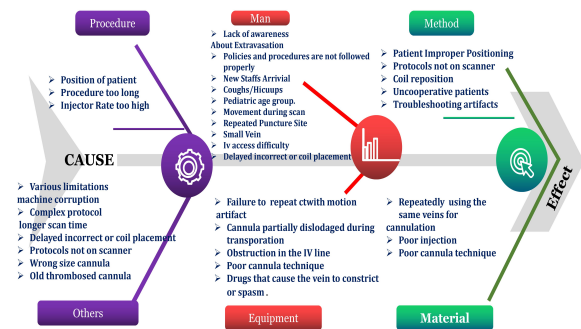 Procedure
Position of patient
Procedure too long
Injector Rate too high
Man
Lack of awareness
About Extravasation
Policies and procedures are not followed
properly
New Staffs Arrivial
Coughs/Hicuups
Pediatric age group.
Movement during scan
Repeated Puncture Site
Small Vein
Iv access difficulty
Delayed incorrect or coil placement
Method
Patient Improper Positioning
Protocols not on scanner
Coil reposition
Uncooperative patients
Troubleshooting artifacts
CAUSE
Effect
Various limitations
machine corruption
Complex protocol
longer scan time
Delayed incorrect or coil placement
Protocols not on scanner
Wrong size cannula
Old thrombosed cannula
Others
Failure to repeat ctwith motion
artifact
Cannula partially dislodaged during
transporation
Obstruction in the IV line
Poor cannula technique
Drugs that cause the vein to constrict
or spasm .
Equipment
Repeatedly using the
same veins for
cannulation
Poor injection
Poor cannula technique
Material